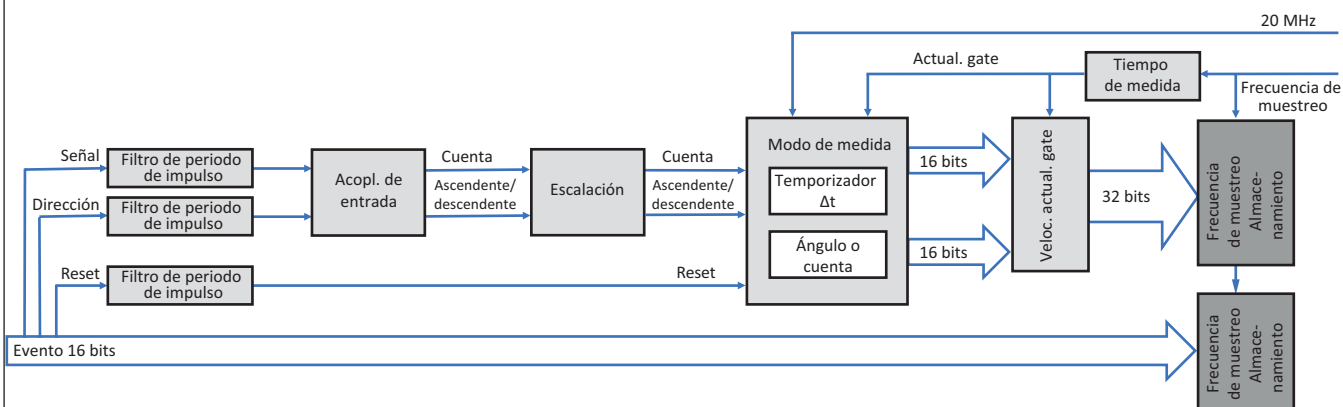 20 MHz
Actual. gate
Tiempo
de medida
Frecuencia de
muestreo
Señal
Filtro de periodo
de impulso
Dirección
Filtro de periodo
de impulso
Reset
Filtro de periodo
de impulso
Acopl. de
entrada
Cuenta
Ascendente/
descendente
Escalación
Cuenta
Ascendente/
descendente
Reset
Modo de medida
Temporizador
Δt
Ángulo o
cuenta
16 bits
16 bits
Veloc. actual. gate
32 bits
Frecuencia
de muestreo
Almace-
namiento
Frecuencia
de muestreo
Almace-
namiento
Evento 16 bits